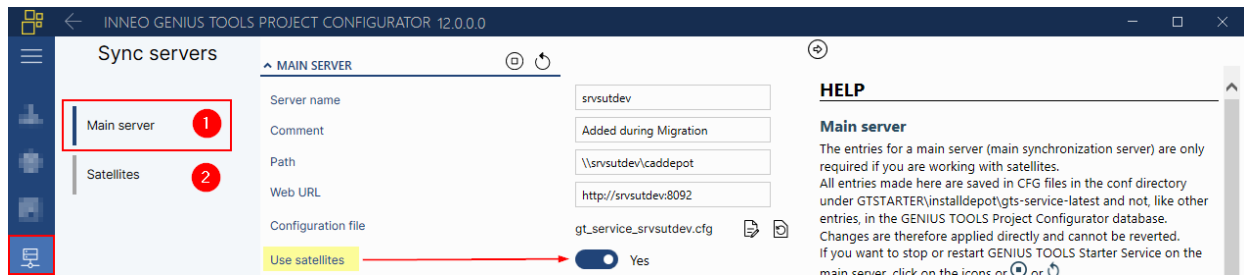 INNEO GENIUS TOOLS PROJECT CONFIGURATOR 12.0.0.0
Sync servers
Main server 1
Satellites 2
MAIN SERVER
Server name srvsutdev
Comment Added during Migration
Path \\srvsutdev\caddepot
Web URL http://srvsutdev:8092
Configuration file gt_service_srvsutdev.cfg
Use satellites Yes
HELP
Main server
The entries for a main server (main synchronization server) are only
required if you are working with satellites.
All entries made here are saved in CFG files in the conf directory
under GTSTARTER\installdepot\gts-service-latest and not, like other
entries, in the GENIUS TOOLS Project Configurator database.
Changes are therefore applied directly and cannot be reverted.
If you want to stop or restart GENIUS TOOLS Starter Service on the
main server, click on the icons or or